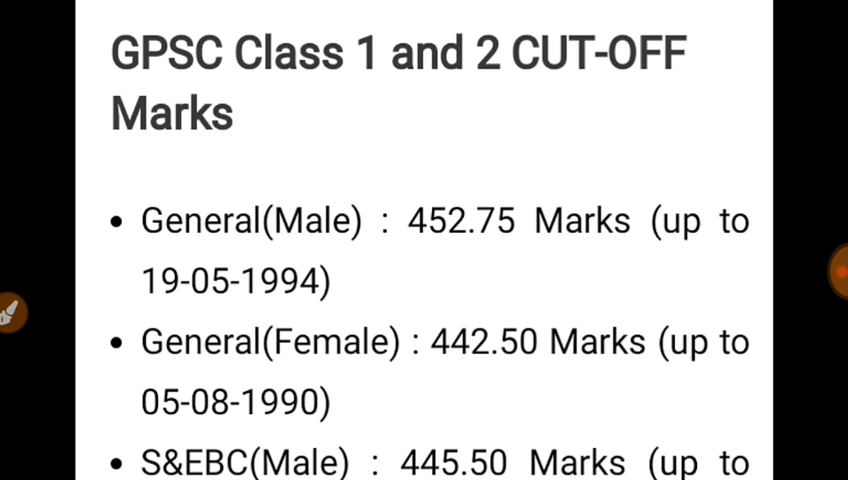 GPSC Class 1 and 2 CUT-OFF
Marks
• General(Male) : 452.75 Marks (up to
19-05-1994)
• General(Female) : 442.50 Marks (up to
05-08-1990)
• S&EBC(Male) : 445.50 Marks (up to